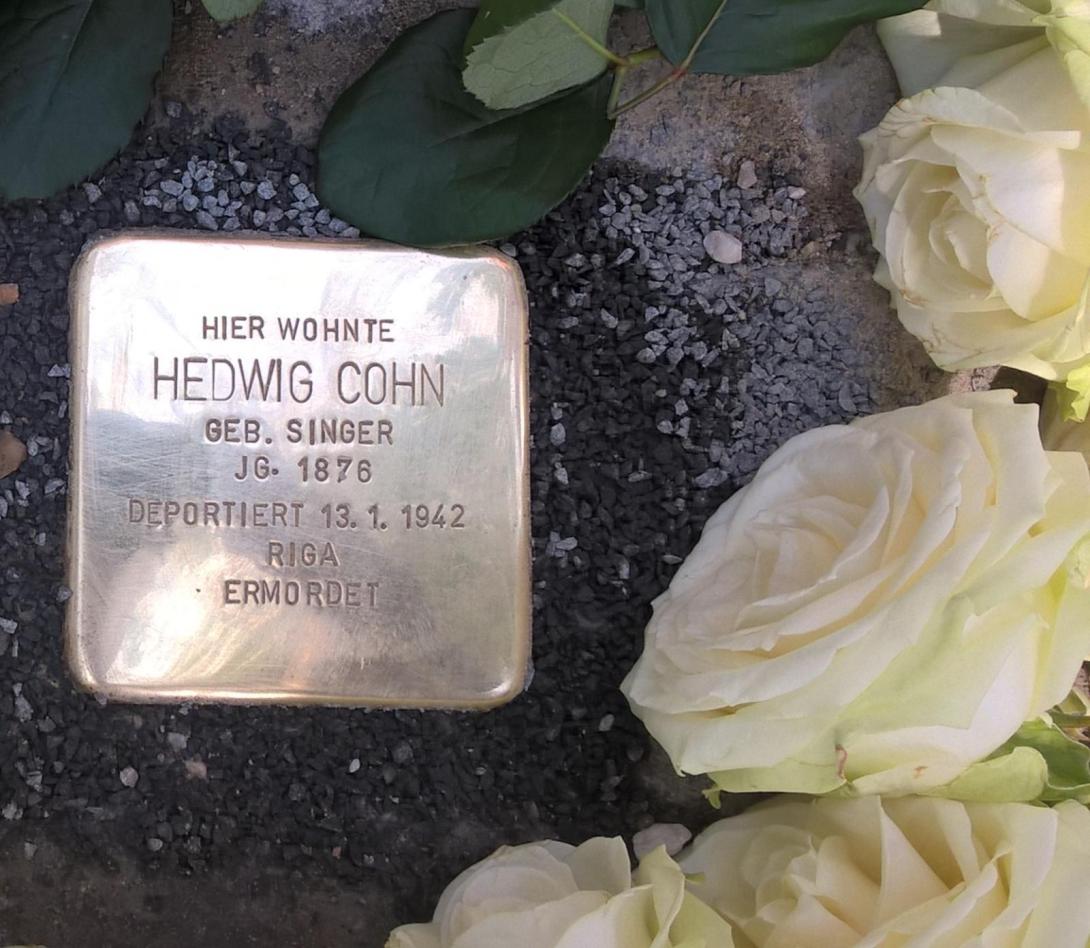 HIER WOHNTE
HEDWIG COHN
GEB. SINGER
JG. 1876
DEPORTIERT 13.1.1942
RIGA
ERMORDET